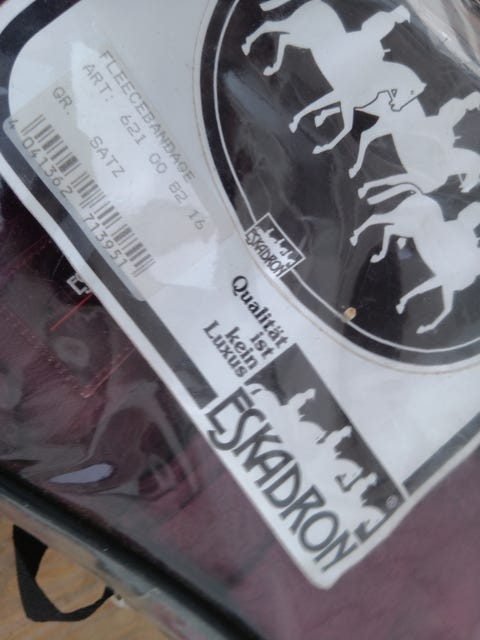 FLEECEBANDAGE
ART: 621 00 82 16
GR. SATZ
4 041362 713951
ESKADRON
Qualität
ist
kein
Luxus
ESKADRON